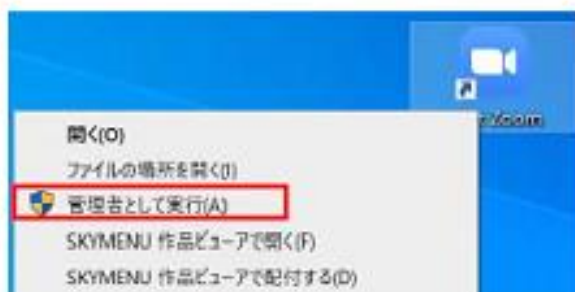 Zoom
開く(O)
ファイルの場所を開く(I)
管理者として実行(A)
SKYMENU 作品ビューアで開く(F)
SKYMENU 作品ビューアで配付する(D)